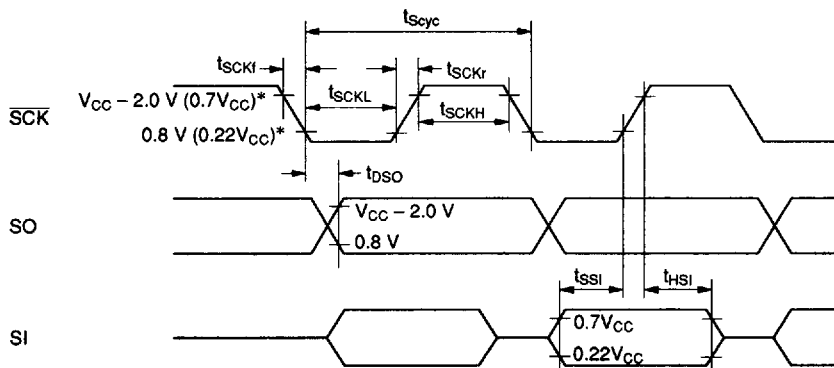 tScyc
tSCKf
tSCKr
tSCKL
VCC – 2.0 V (0.7VCC)*
SCK
tSCKH
0.8 V (0.22VCC)*
tDSO
VCC – 2.0 V
SO
0.8 V
tSSI
tHSI
0.7VCC
SI
0.22VCC